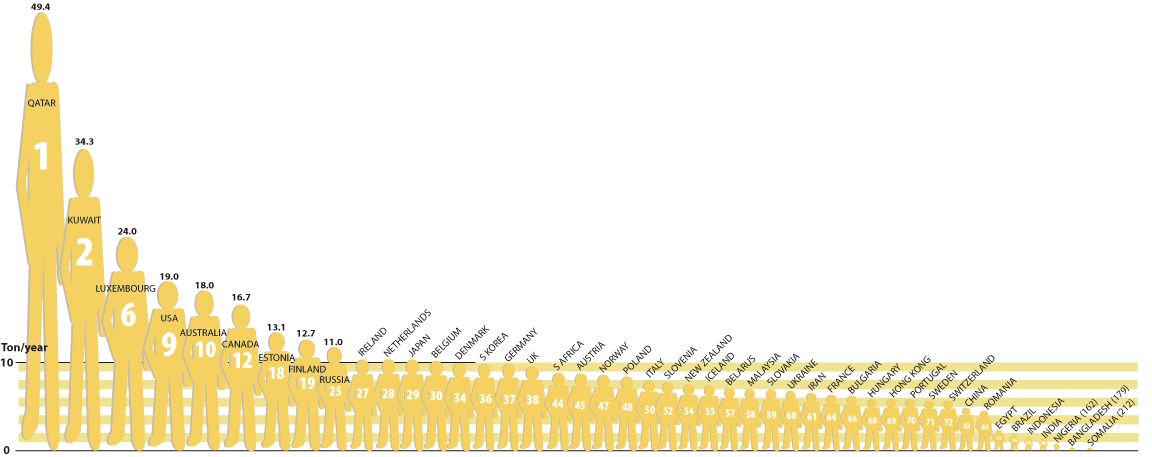 49.4
QATAR
1
34.3
KUWAIT
2
24.0
LUXEMBOURG
6
19.0
USA
9
18.0
AUSTRALIA
10
16.7
CANADA
12
13.1
ESTONIA
18
12.7
FINLAND
19
11.0
RUSSIA
25
Ton/year
10
0
IRELAND
27
NETHERLANDS
28
JAPAN
29
BELGIUM
30
DENMARK
34
S KOREA
36
GERMANY
37
UK
38
S AFRICA
44
AUSTRIA
45
NORWAY
47
POLAND
48
ITALY
50
SLOVENIA
52
NEW ZEALAND
54
ICELAND
55
BELARUS
57
MALAYSIA
58
SLOVAKIA
59
UKRAINE
60
IRAN
61
FRANCE
64
BULGARIA
66
HUNGARY
68
HONG KONG
69
PORTUGAL
70
SWEDEN
71
SWITZERLAND
72
CHINA
82
ROMANIA
83
EGYPT
BRAZIL
INDONESIA
INDIA
NIGERIA (162)
BANGLADESH (179)
SOMALIA (212)